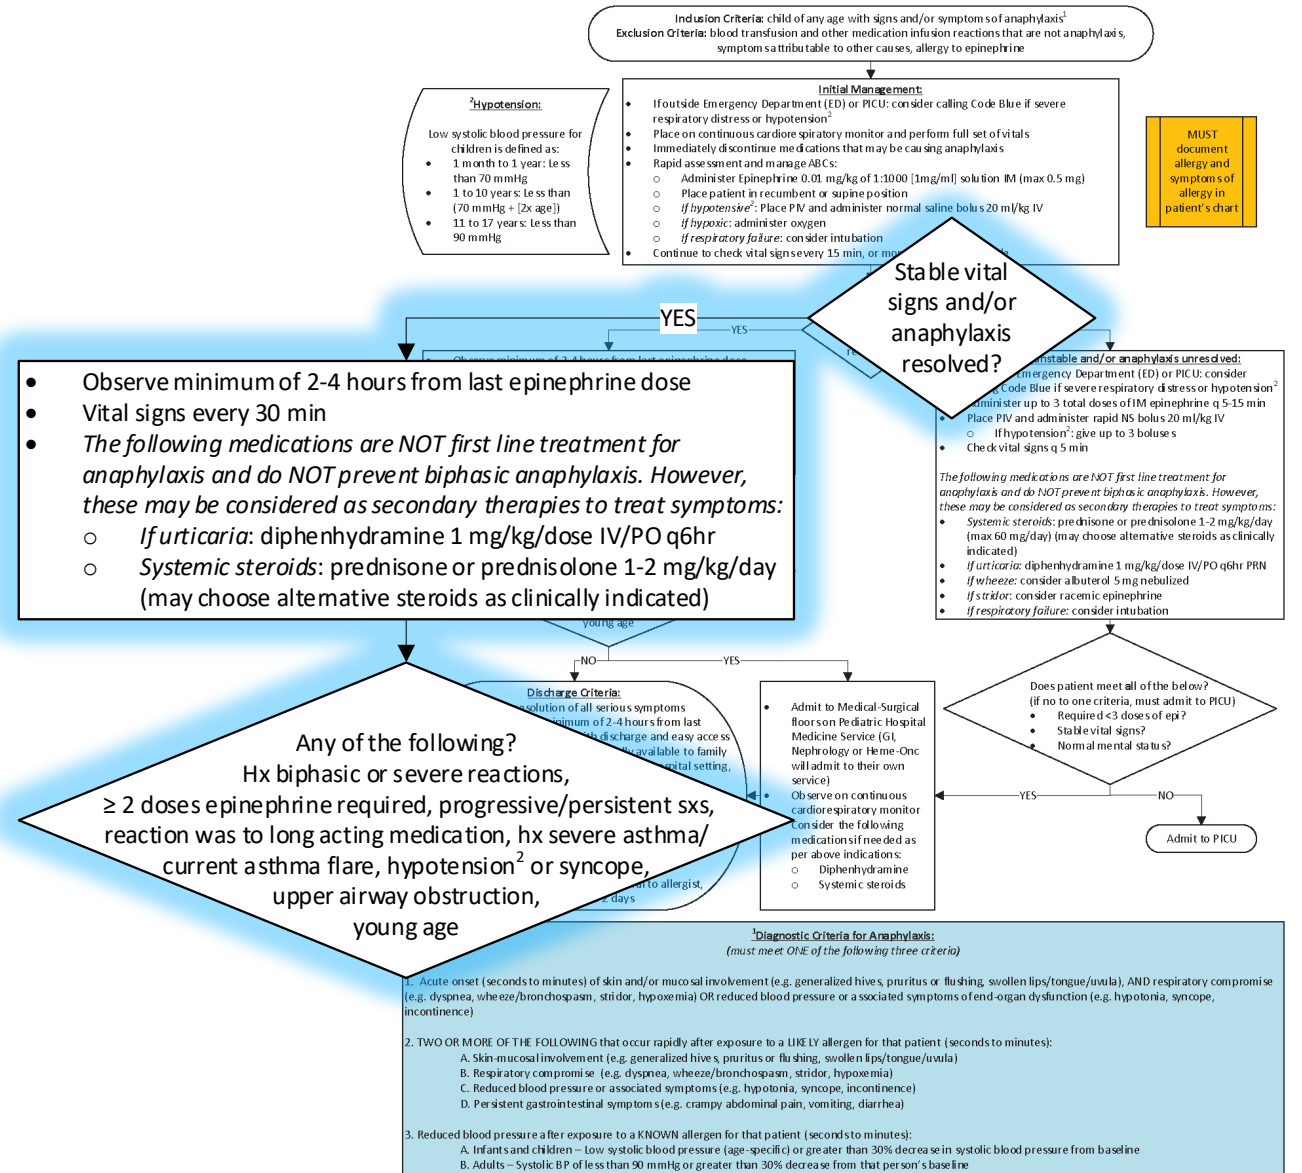 Inclusion Criteria: child of any age with signs and/or symptoms of anaphylaxis1
Exclusion Criteria: blood transfusion and other medication infusion reactions that are not anaphylaxis,
symptoms attributable to other causes, allergy to epinephrine
2Hypotension:
Low systolic blood pressure for
children is defined as:
• 1 month to 1 year: Less
than 70 mmHg
• 1 to 10 years: Less than
(70 mmHg + [2x age])
• 11 to 17 years: Less than
90 mmHg
Initial Management:
• If outside Emergency Department (ED) or PICU: consider calling Code Blue if severe
respiratory distress or hypotension2
• Place on continuous cardiorespiratory monitor and perform full set of vitals
• Immediately discontinue medications that may be causing anaphylaxis
• Rapid assessment and manage ABCs:
o Administer Epinephrine 0.01 mg/kg of 1:1000 [1mg/ml] solution IM (max 0.5 mg)
o Place patient in recumbent or supine position
o If hypotensive2: Place PIV and administer normal saline bolus 20 ml/kg IV
o If hypoxic: administer oxygen
o If respiratory failure: consider intubation
• Continue to check vital signs every 15 min, or
MUST
document
allergy and
symptoms of
allergy in
patient's chart
Stable vital
signs and/or
anaphylaxis
resolved?
YES
YES
Observe minimum of 2-4 hours from last epinephrine dose
• Observe minimum of 2-4 hours from last epinephrine dose
• Vital signs every 30 min
• The following medications are NOT first line treatment for
anaphylaxis and do NOT prevent biphasic anaphylaxis. However,
these may be considered as secondary therapies to treat symptoms:
o If urticaria: diphenhydramine 1 mg/kg/dose IV/PO q6hr
o Systemic steroids: prednisone or prednisolone 1-2 mg/kg/day
(may choose alternative steroids as clinically indicated)
and/or anaphylaxis unresolved:
Department (ED) or PICU: consider
Code Blue if severe respiratory distress or hypotension2
up to 3 total doses of IM epinephrine q 5-15 min
• Place PIV and administer rapid NS bolus 20 ml/kg IV
o If hypotension2: give up to 3 boluses
• Check vital signs q 5 min
The following medications are NOT first line treatment for
anaphylaxis and do NOT prevent biphasic anaphylaxis. However,
these may be considered as secondary therapies to treat symptoms:
• Systemic steroids: prednisone or prednisolone 1-2 mg/kg/day
(max 60 mg/day) (may choose alternative steroids as clinically
indicated)
• If urticaria: diphenhydramine 1 mg/kg/dose IV/PO q6hr PRN
• If wheeze: consider albuterol 5 mg nebulized
• If stridor: consider racemic epinephrine
• If respiratory failure: consider intubation
young age
NO
YES
Any of the following?
Hx biphasic or severe reactions,
≥ 2 doses epinephrine required, progressive/persistent sxs,
reaction was to long acting medication, hx severe asthma/
current asthma flare, hypotension2 or syncope,
upper airway obstruction,
young age
Discharge Criteria:
of all serious symptoms
of 2-4 hours from last
discharge and easy access
available to family
setting,
to allergist,
2 days
• Admit to Medical-Surgical
floors on Pediatric Hospital
Medicine Service (GI,
Nephrology or Heme-Onc
will admit to their own
service)
• Observe on continuous
cardiorespiratory monitor
Consider the following
medications if needed as
per above indications:
o Diphenhydramine
o Systemic steroids
Does patient meet all of the below?
(if no to one criteria, must admit to PICU)
• Required <3 doses of epi?
• Stable vital signs?
• Normal mental status?
YES
NO
Admit to PICU
1Diagnostic Criteria for Anaphylaxis:
(must meet ONE of the following three criteria)
1. Acute onset (seconds to minutes) of skin and/or mucosal involvement (e.g. generalized hives, pruritus or flushing, swollen lips/tongue/uvula), AND respiratory compromise
(e.g. dyspnea, wheeze/bronchospasm, stridor, hypoxemia) OR reduced blood pressure or associated symptoms of end-organ dysfunction (e.g. hypotonia, syncope,
incontinence)
2. TWO OR MORE OF THE FOLLOWING that occur rapidly after exposure to a LIKELY allergen for that patient (seconds to minutes):
A. Skin-mucosal involvement (e.g. generalized hives, pruritus or flushing, swollen lips/tongue/uvula)
B. Respiratory compromise (e.g. dyspnea, wheeze/bronchospasm, stridor, hypoxemia)
C. Reduced blood pressure or associated symptoms (e.g. hypotonia, syncope, incontinence)
D. Persistent gastrointestinal symptoms (e.g. crampy abdominal pain, vomiting, diarrhea)
3. Reduced blood pressure after exposure to a KNOWN allergen for that patient (seconds to minutes):
A. Infants and children – Low systolic blood pressure (age-specific) or greater than 30% decrease in systolic blood pressure from baseline
B. Adults – Systolic BP of less than 90 mmHg or greater than 30% decrease from that person's baseline